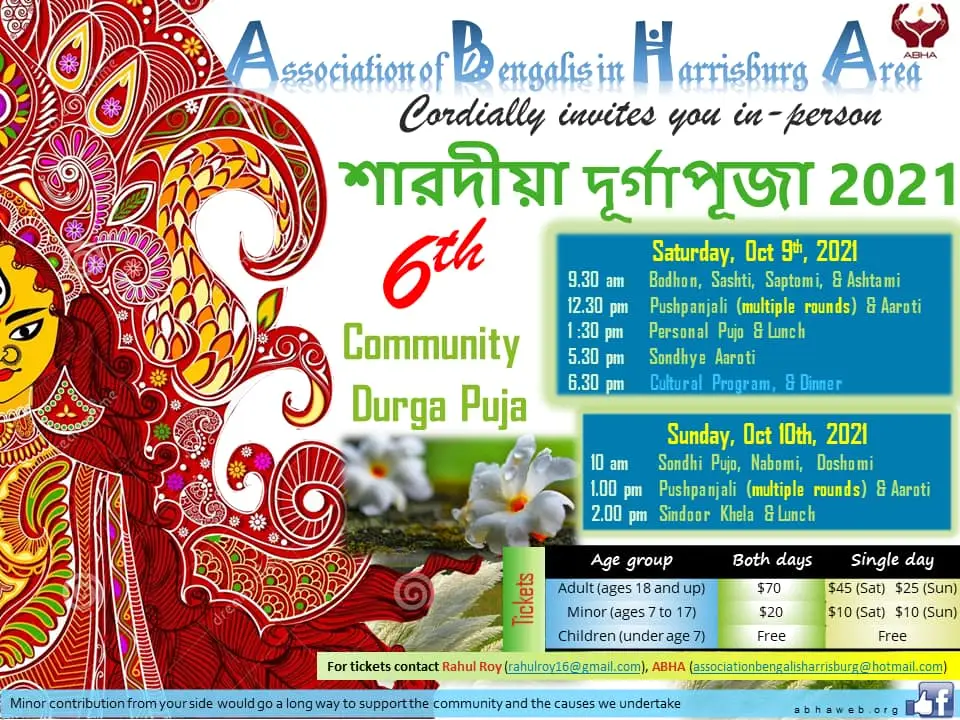 ABHA
Association of Bengalis in Harrisburg Area
Cordially invites you in-person
শারদীয়া দূর্গাপূজা 2021
6th
Community
Durga Puja
Saturday, Oct 9th, 2021
9.30 am Bodhon, Sashti, Saptomi, & Ashtami
12.30 pm Pushpanjali (multiple rounds) & Aaroti
1 :30 pm Personal Pujo & Lunch
5.30 pm Sondhye Aaroti
6.30 pm Cultural Program, & Dinner
Sunday, Oct 10th, 2021
10 am Sondhi Pujo, Nabomi, Doshomi
1.00 pm Pushpanjali (multiple rounds) & Aaroti
2.00 pm Sindoor Khela & Lunch
Tickets
Age group Both days Single day
Adult (ages 18 and up) $70 $45 (Sat) $25 (Sun)
Minor (ages 7 to 17) $20 $10 (Sat) $10 (Sun)
Children (under age 7) Free Free
For tickets contact Rahul Roy (rahulroy16@gmail.com), ABHA (associationbengalisharrisburg@hotmail.com)
Minor contribution from your side would go a long way to support the community and the causes we undertake
abhaweb.org